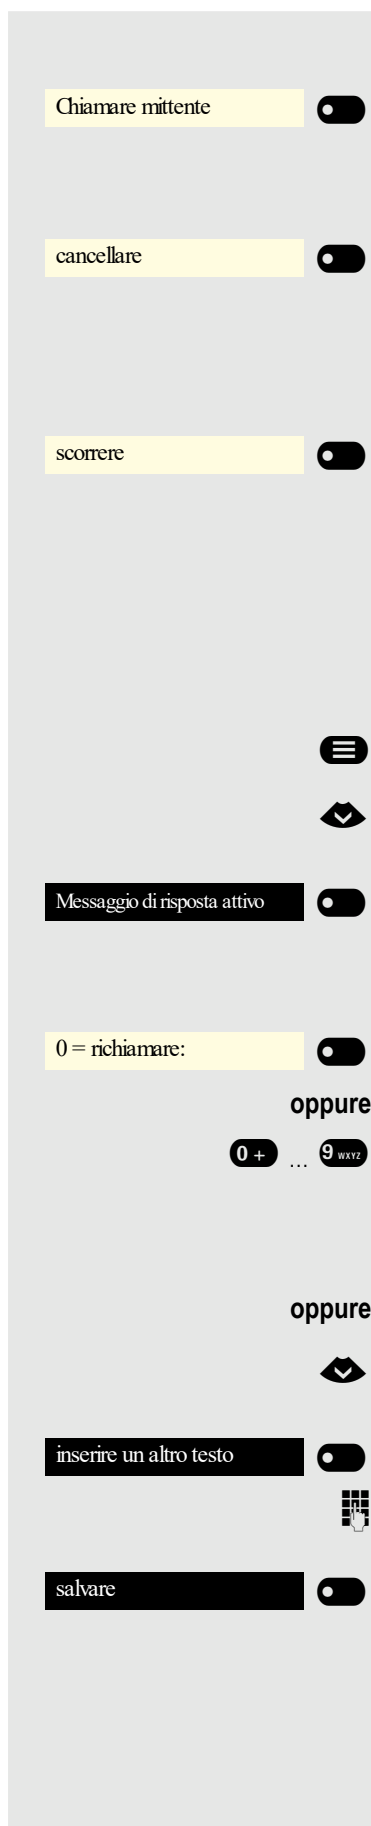 Chiamare mittente
cancellare
scorrere
Messaggio di risposta attivo
0 = richiamare:
oppure
0 + ... 9 WXYZ
oppure
inserire un altro testo
salvare